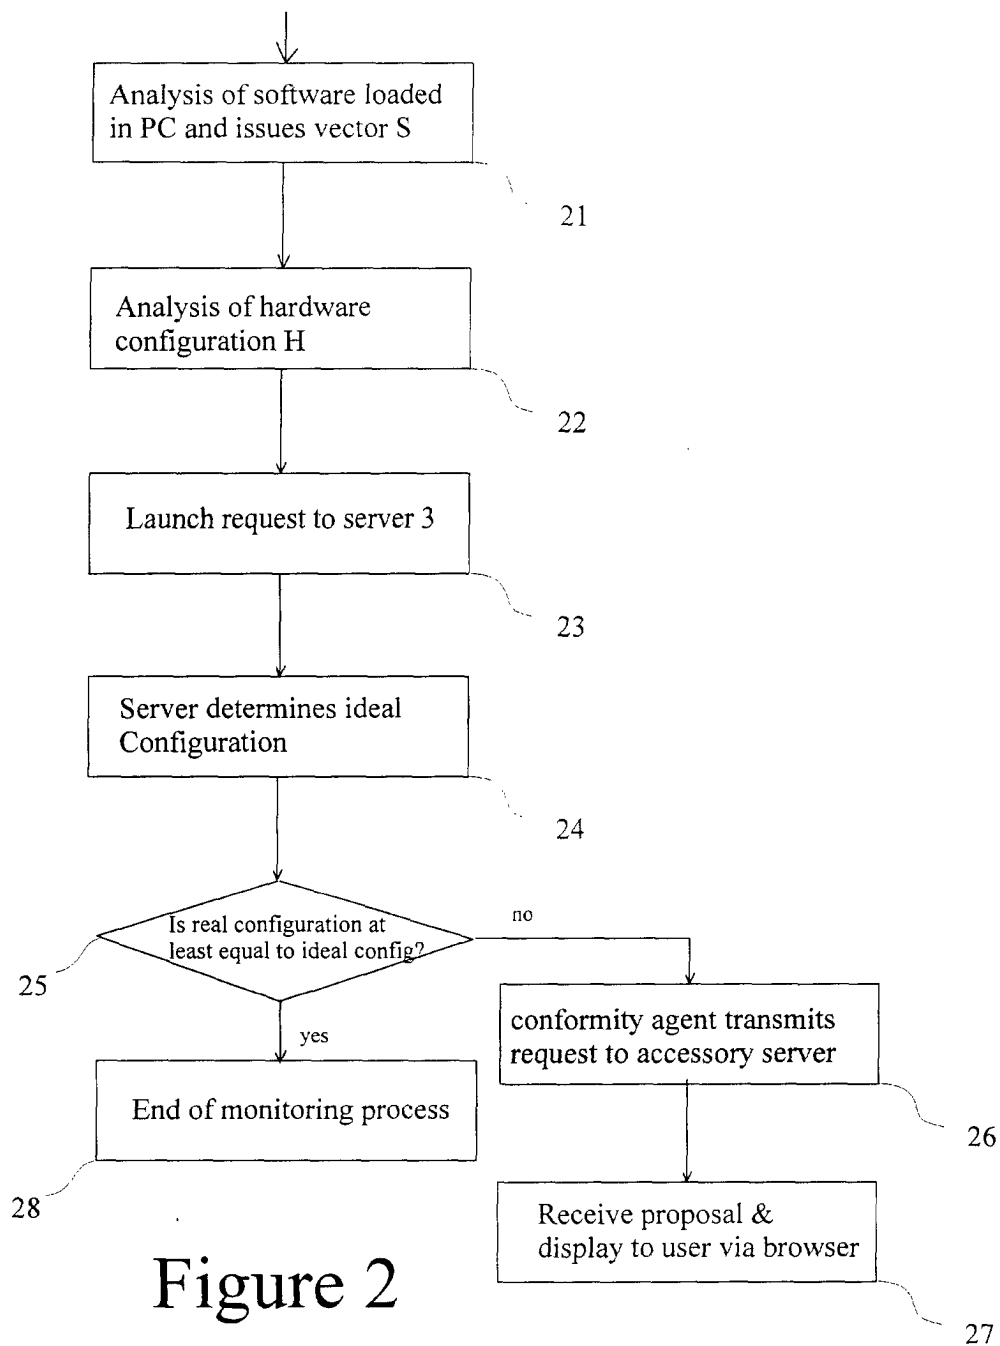 Analysis of software loaded
in PC and issues vector S
21
Analysis of hardware
configuration H
22
Launch request to server 3
23
Server determines ideal
Configuration
24
Is real configuration at
least equal to ideal config?
25
no
yes
conformity agent transmits
request to accessory server
26
End of monitoring process
28
Receive proposal &
display to user via browser
27
Figure 2